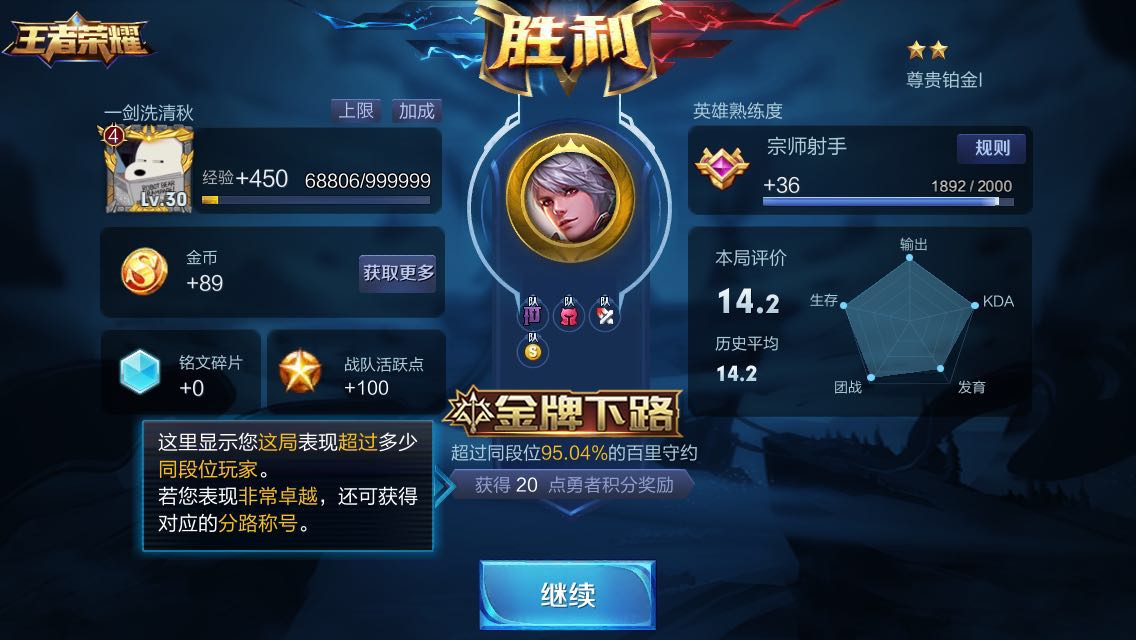 王者荣耀
胜利
尊贵铂金I
一剑洗清秋
上限
加成
4
Lv.30
经验+450
68806/999999
金币
+89
获取更多
铭文碎片
+0
战队活跃点
+100
队
队
队
队
英雄熟练度
宗师射手
规则
+36
1892 / 2000
本局评价
14.2
历史平均
14.2
输出
生存
KDA
团战
发育
金牌下路
超过同段位95.04%的百里守约
获得 20 点勇者积分奖励
这里显示您这局表现超过多少
同段位玩家。
若您表现非常卓越，还可获得
对应的分路称号。
继续